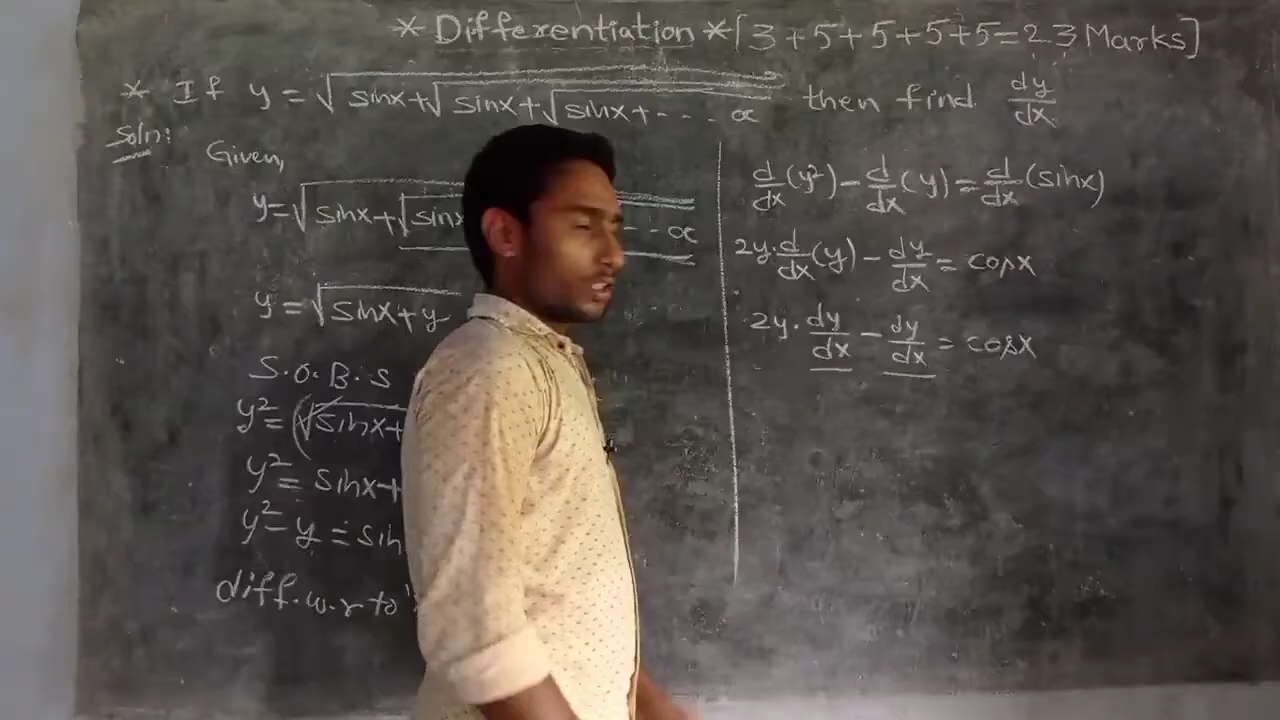 * Differentiation * [3+5+5+5+5=23 Marks]
* If y = √sinx+√sinx+√sinx+--- ∝ then find dy/dx.
Soln:
Given,
y=√sinx+√sinx -- ∝
y = √sinx+y
S.O.B.S
y² = (√sinx+
y² = sinx+
y²-y = sin
diff.w.r to '
d/dx(y²) - d/dx(y) = d/dx(sinx)
2y.d/dx(y) - dy/dx = cosx
2y.dy/dx - dy/dx = cosx